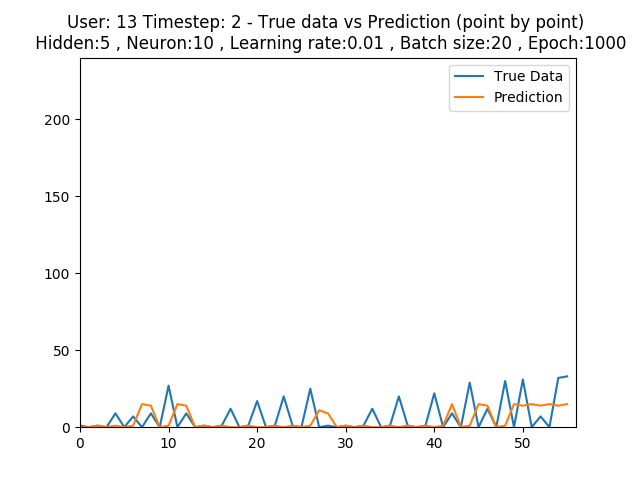 User: 13 Timestep: 2 - True data vs Prediction (point by point)
Hidden:5 , Neuron:10 , Learning rate:0.01 , Batch size:20 , Epoch:1000
True Data
Prediction
200
150
100
50
0
0 10 20 30 40 50